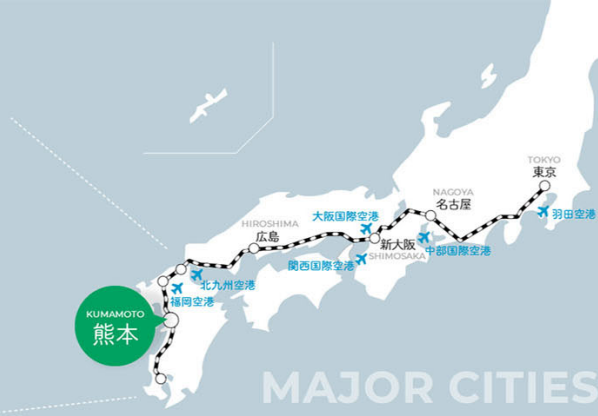 TOKYO
東京
NAGOYA
名古屋
羽田空港
大阪国際空港
HIROSHIMA
広島
新大阪
SHIMOSAKA
中部国際空港
関西国際空港
北九州空港
福岡空港
KUMAMOTO
熊本
MAJOR CITIES